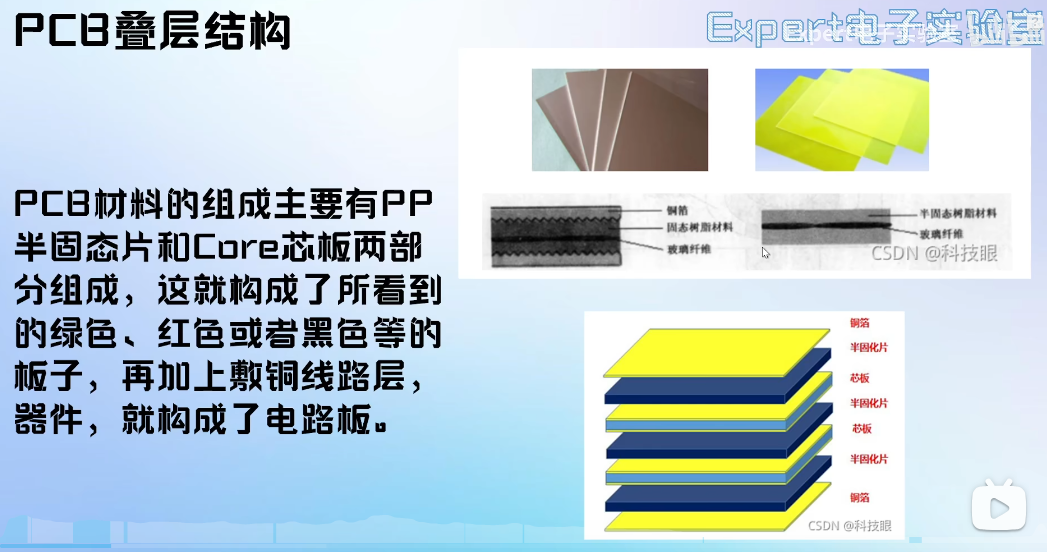 PCB叠层结构
Expert电子实验室
PCB材料的组成主要有PP
半固态片和Core芯板两部
分组成，这就构成了所看到
的绿色、红色或者黑色等的
板子，再加上敷铜线路层，
器件，就构成了电路板。
铜箔
固态树脂材料
玻璃纤维
半固态树脂材料
玻璃纤维
CSDN @科技眼
铜箔
半固化片
芯板
半固化片
芯板
半固化片
铜箔
CSDN @科技眼